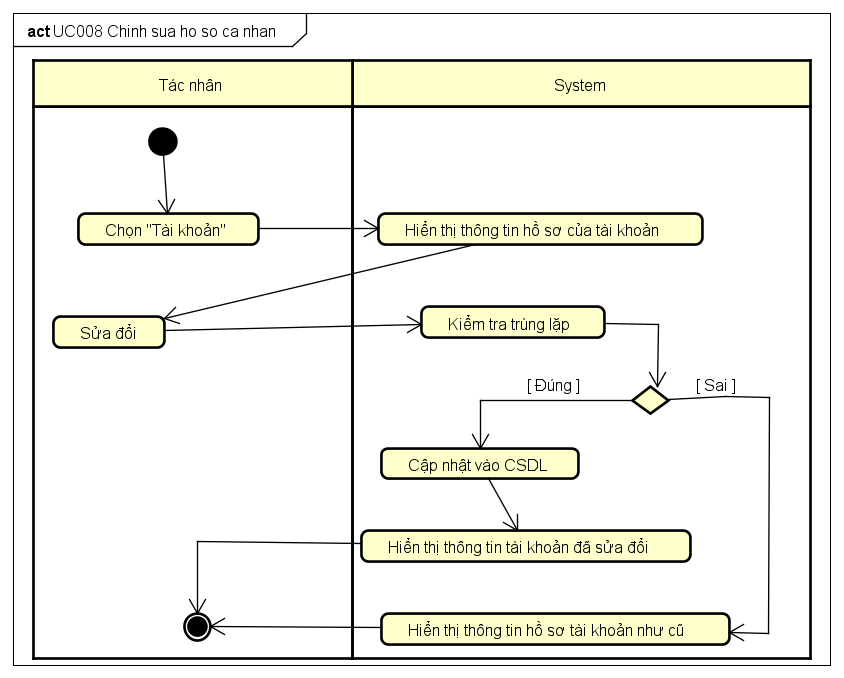 act UC008 Chinh sua ho so ca nhan
Tác nhân
System
Chọn "Tài khoản"
Hiển thị thông tin hồ sơ của tài khoản
Sửa đổi
Kiểm tra trùng lặp
[ Đúng ]
[ Sai ]
Cập nhật vào CSDL
Hiển thị thông tin tài khoản đã sửa đổi
Hiển thị thông tin hồ sơ tài khoản như cũ